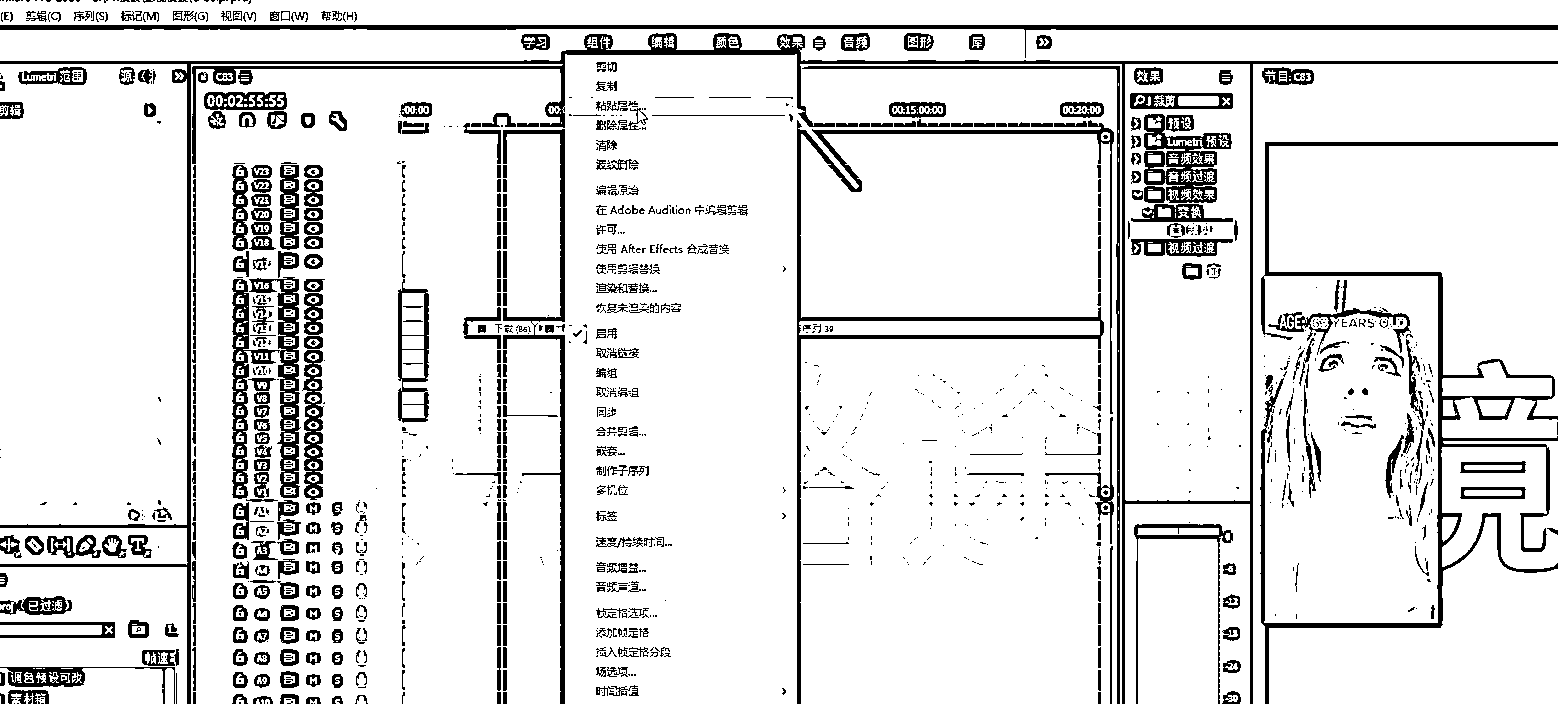 (E) 剪辑(C) 序列(S) 标记(M) 图形(G) 视图(V) 窗口(W) 帮助(H)
学习 组件 编辑 颜色 效果 音频 图形 库
Lumetri 范围
C83
00:02:55:55
:00:00
00:15:00:00
00:20:00
剪切
复制
粘贴属性...
删除属性...
清除
波纹删除
编辑原始
在 Adobe Audition 中编辑剪辑
许可...
使用 After Effects 合成替换
使用剪辑替换
渲染和替换...
恢复未渲染的内容
启用
取消链接
编组
取消编组
同步
合并剪辑...
嵌套...
制作子序列
多机位
标签
速度/持续时间...
音频增益...
音频声道...
帧定格选项...
添加帧定格
插入帧定格分段
场选项...
时间插值
V23
V22
V21
V20
V19
V18
V17
V16
V15
V12
V11
V10
V9
V8
V7
V6
V5
V4
V3
V2
V1
A1 M S
A2 M S
A3 M S
A4 M S
A5 M S
A6 M S
A7 M S
A8 M S
A9 M S
A10 M S
下载 (86)
序列 39
剪辑
(已过滤)
帧速率
调色预设可改
素材箱
效果
裁剪
预设
Lumetri 预设
音频效果
音频过渡
视频效果
变换
裁剪
视频过渡
节目: C83
AGE: 63 YEARS OLD
竟